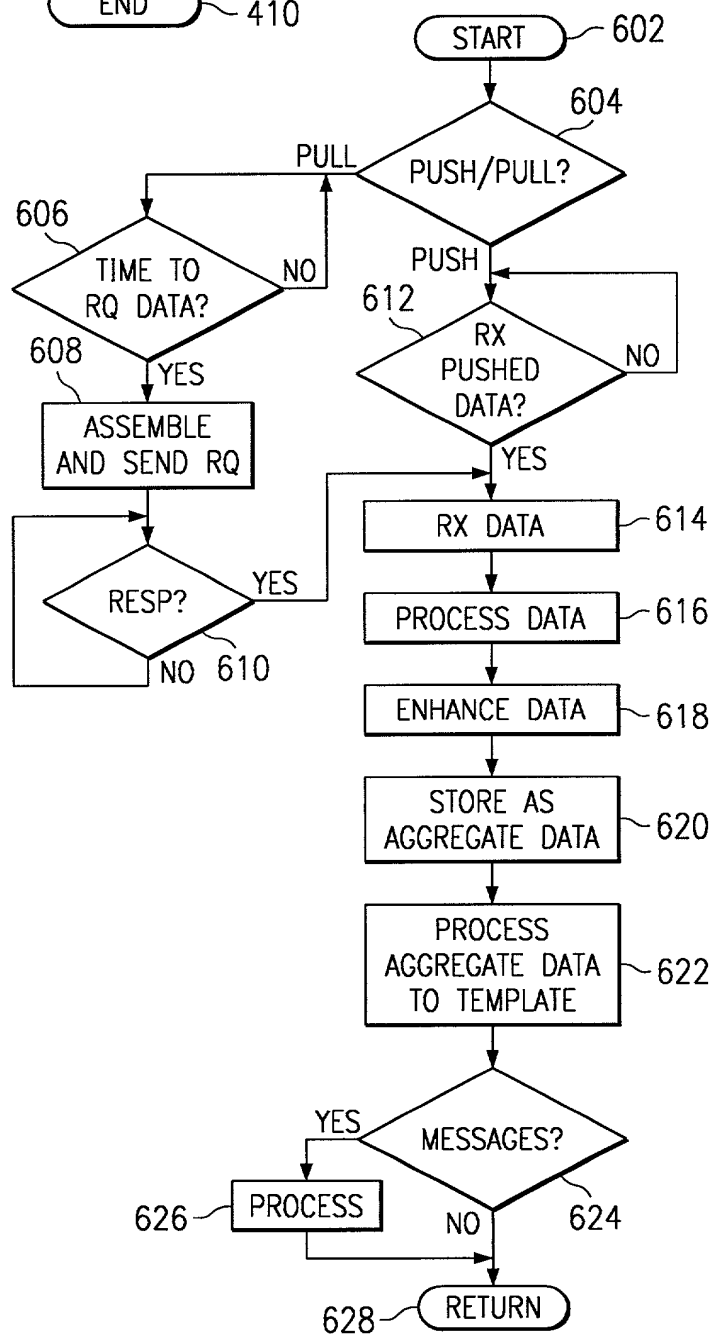 END
410
START
602
604
PUSH/PULL?
PULL
606
TIME TO
RQ DATA?
NO
PUSH
612
RX
PUSHED
DATA?
NO
608
YES
ASSEMBLE
AND SEND RQ
YES
RX DATA
614
RESP?
YES
610
NO
PROCESS DATA
616
ENHANCE DATA
618
STORE AS
AGGREGATE DATA
620
PROCESS
AGGREGATE DATA
TO TEMPLATE
622
MESSAGES?
YES
624
626
PROCESS
NO
RETURN
628